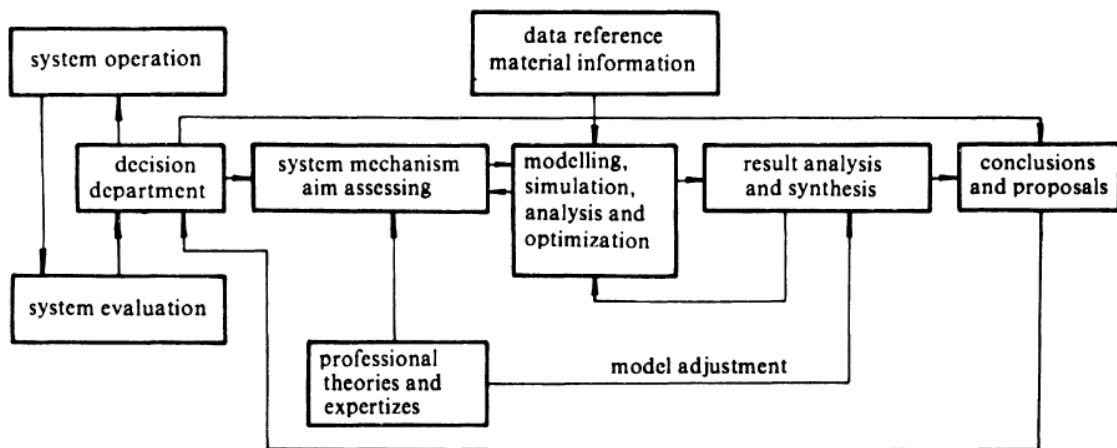 system operation
data reference
material information
decision
department
system mechanism
aim assessing
modelling,
simulation,
analysis and
optimization
result analysis
and synthesis
conclusions
and proposals
system evaluation
professional
theories and
expertizes
model adjustment